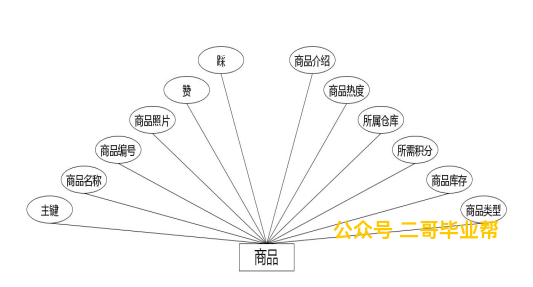 踩
商品介绍
赞
商品热度
商品照片
所属仓库
商品编号
所需积分
商品名称
商品库存
主键
商品类型
公众号 二哥毕业帮
商品